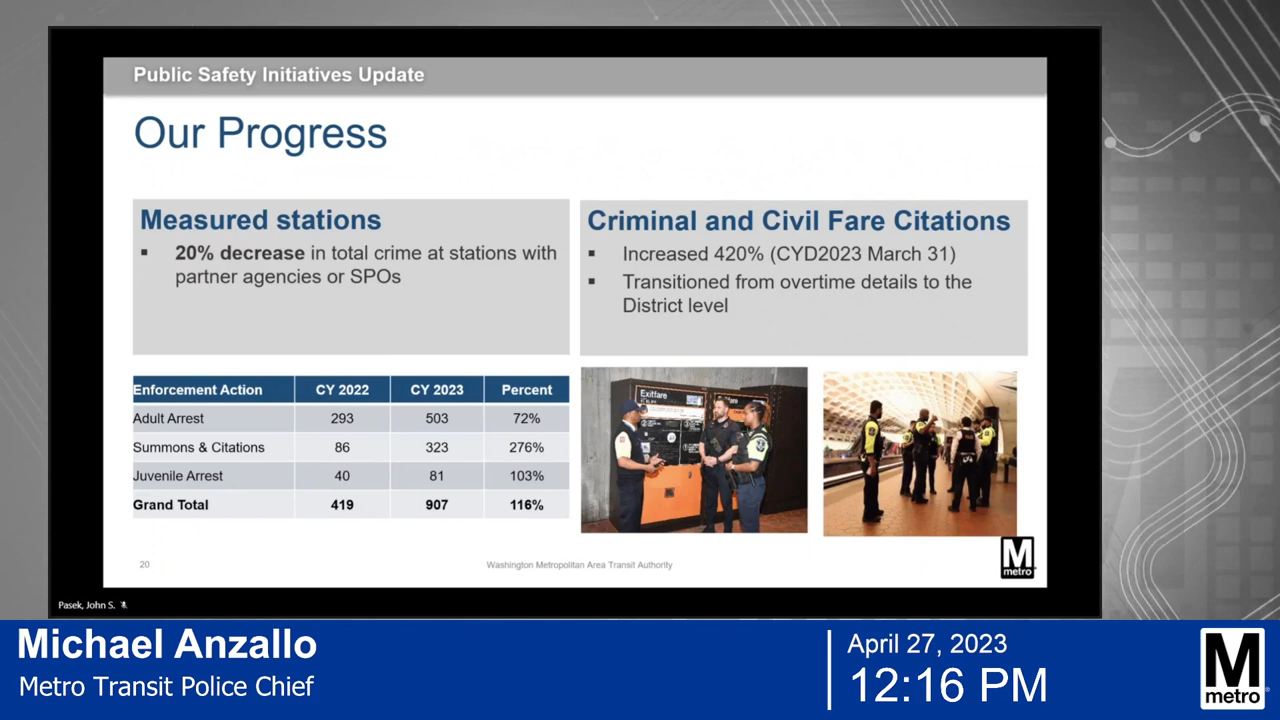 Public Safety Initiatives Update
Our Progress
Measured stations
▪ 20% decrease in total crime at stations with
partner agencies or SPOs
Criminal and Civil Fare Citations
▪ Increased 420% (CYD2023 March 31)
▪ Transitioned from overtime details to the
District level
Enforcement Action CY 2022 CY 2023 Percent
Adult Arrest 293 503 72%
Summons & Citations 86 323 276%
Juvenile Arrest 40 81 103%
Grand Total 419 907 116%
Exitfare
20
Washington Metropolitan Area Transit Authority
M
metro
Pasek, John S.
Michael Anzallo
Metro Transit Police Chief
April 27, 2023
12:16 PM
M
metro